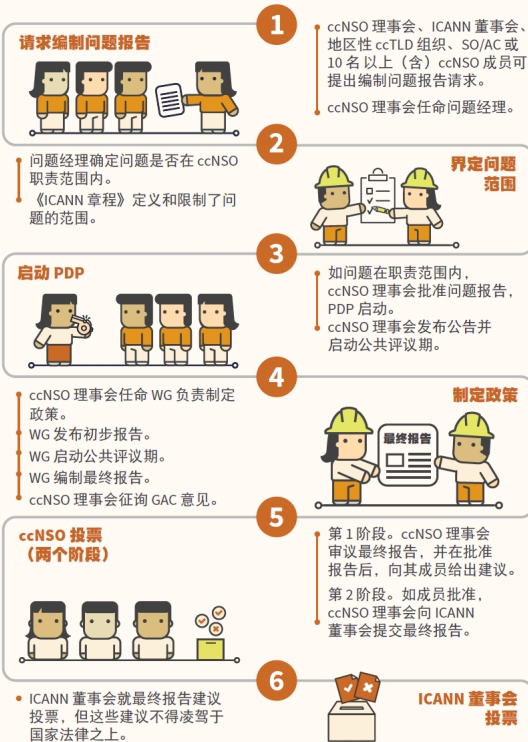 请求编制问题报告
1
ccNSO 理事会、ICANN 董事会、
地区性 ccTLD 组织、SO/AC 或
10 名以上（含）ccNSO 成员可
提出编制问题报告请求。
ccNSO 理事会任命问题经理。
2
界定问题
范围
问题经理确定问题是否在 ccNSO
职责范围内。
《ICANN 章程》定义和限制了问
题的范围。
3
启动 PDP
如问题在职责范围内，
ccNSO 理事会批准问题报告，
PDP 启动。
ccNSO 理事会发布公告并
启动公共评议期。
4
制定政策
ccNSO 理事会任命 WG 负责制定
政策。
WG 发布初步报告。
WG 启动公共评议期。
WG 编制最终报告。
ccNSO 理事会征询 GAC 意见。
最终报告
5
ccNSO 投票
（两个阶段）
第 1 阶段。ccNSO 理事会
审议最终报告，并在批准
报告后，向其成员给出建议。
第 2 阶段。如成员批准，
ccNSO 理事会向 ICANN
董事会提交最终报告。
6
ICANN 董事会
投票
ICANN 董事会就最终报告建议
投票，但这些建议不得凌驾于
国家法律之上。